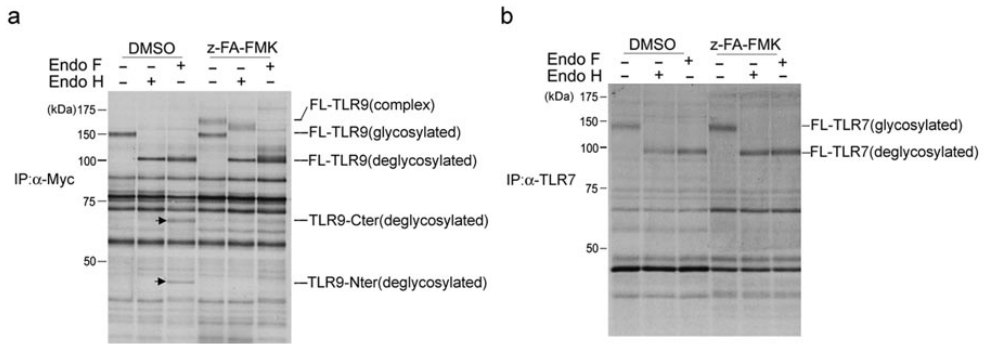 a
DMSO z-FA-FMK
Endo F – – + – – +
Endo H – + – – + –
(kDa) 175
150
100
75
50
IP:α-Myc
FL-TLR9(complex)
FL-TLR9(glycosylated)
FL-TLR9(deglycosylated)
TLR9-Cter(deglycosylated)
TLR9-Nter(deglycosylated)
b
DMSO z-FA-FMK
Endo F – – + – – +
Endo H – + – – + –
(kDa) 175
150
100
75
50
IP:α-TLR7
FL-TLR7(glycosylated)
FL-TLR7(deglycosylated)